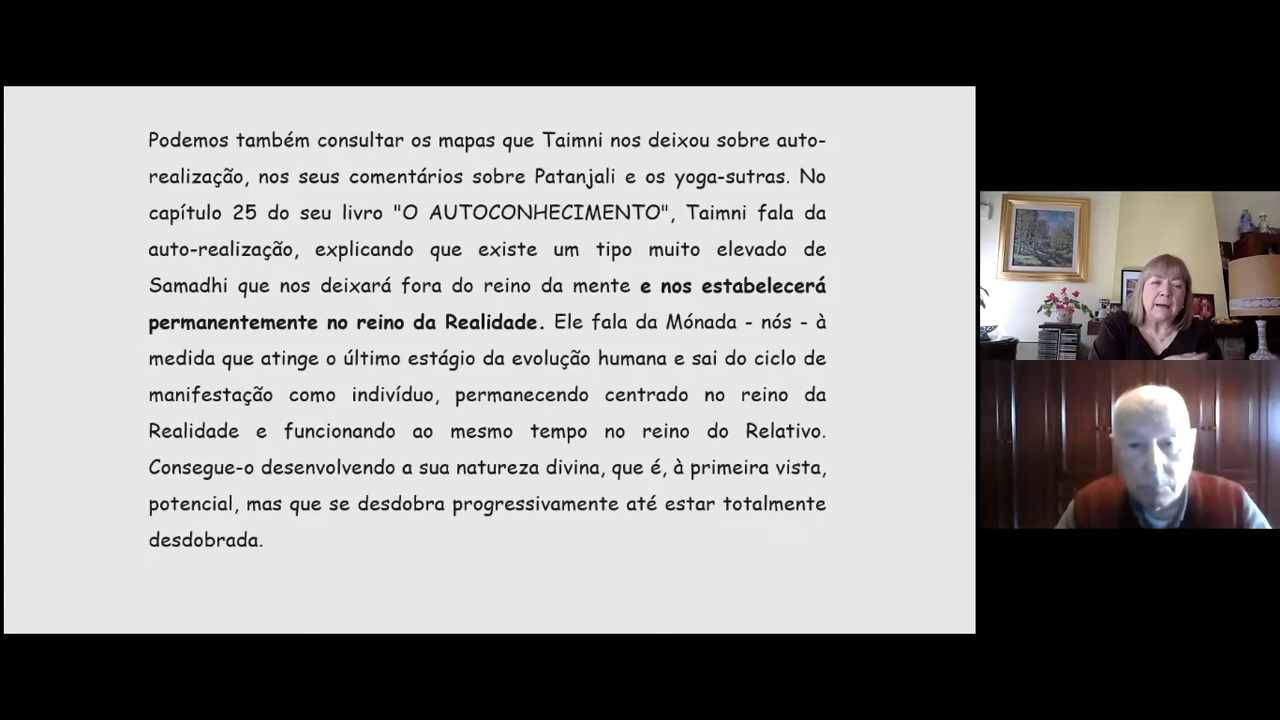 Podemos também consultar os mapas que Taimni nos deixou sobre auto-
realização, nos seus comentários sobre Patanjali e os yoga-sutras. No
capítulo 25 do seu livro "O AUTOCONHECIMENTO", Taimni fala da
auto-realização, explicando que existe um tipo muito elevado de
Samadhi que nos deixará fora do reino da mente e nos estabelecerá
permanentemente no reino da Realidade. Ele fala da Mónada - nós - à
medida que atinge o último estágio da evolução humana e sai do ciclo de
manifestação como indivíduo, permanecendo centrado no reino da
Realidade e funcionando ao mesmo tempo no reino do Relativo.
Consegue-o desenvolvendo a sua natureza divina, que é, à primeira vista,
potencial, mas que se desdobra progressivamente até estar totalmente
desdobrada.